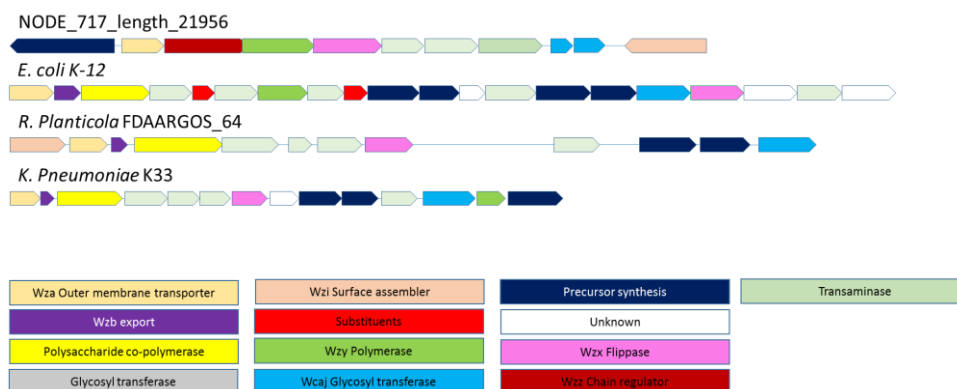 NODE_717_length_21956
E. coli K-12
R. Planticola FDAARGOS_64
K. Pneumoniae K33
Wza Outer membrane transporter
Wzi Surface assembler
Precursor synthesis
Transaminase
Wzb export
Substituents
Unknown
Polysaccharide co-polymerase
Wzy Polymerase
Wzx Flippase
Glycosyl transferase
Wcaj Glycosyl transferase
Wzz Chain regulator